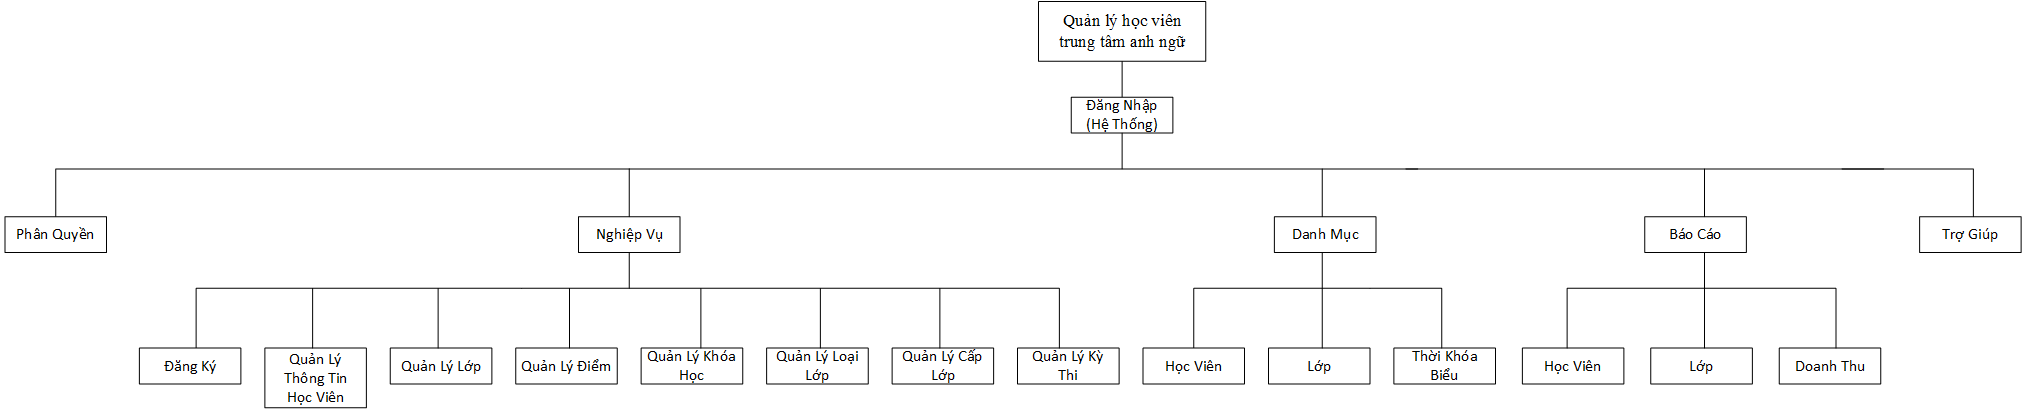 Quản lý học viên
trung tâm anh ngữ
Đăng Nhập
(Hệ Thống)
Phân Quyền
Nghiệp Vụ
Danh Mục
Báo Cáo
Trợ Giúp
Đăng Ký
Quản Lý
Thông Tin
Học Viên
Quản Lý Lớp
Quản Lý Điểm
Quản Lý Khóa
Học
Quản Lý Loại
Lớp
Quản Lý Cấp
Lớp
Quản Lý Kỳ
Thi
Học Viên
Lớp
Thời Khóa
Biểu
Học Viên
Lớp
Doanh Thu